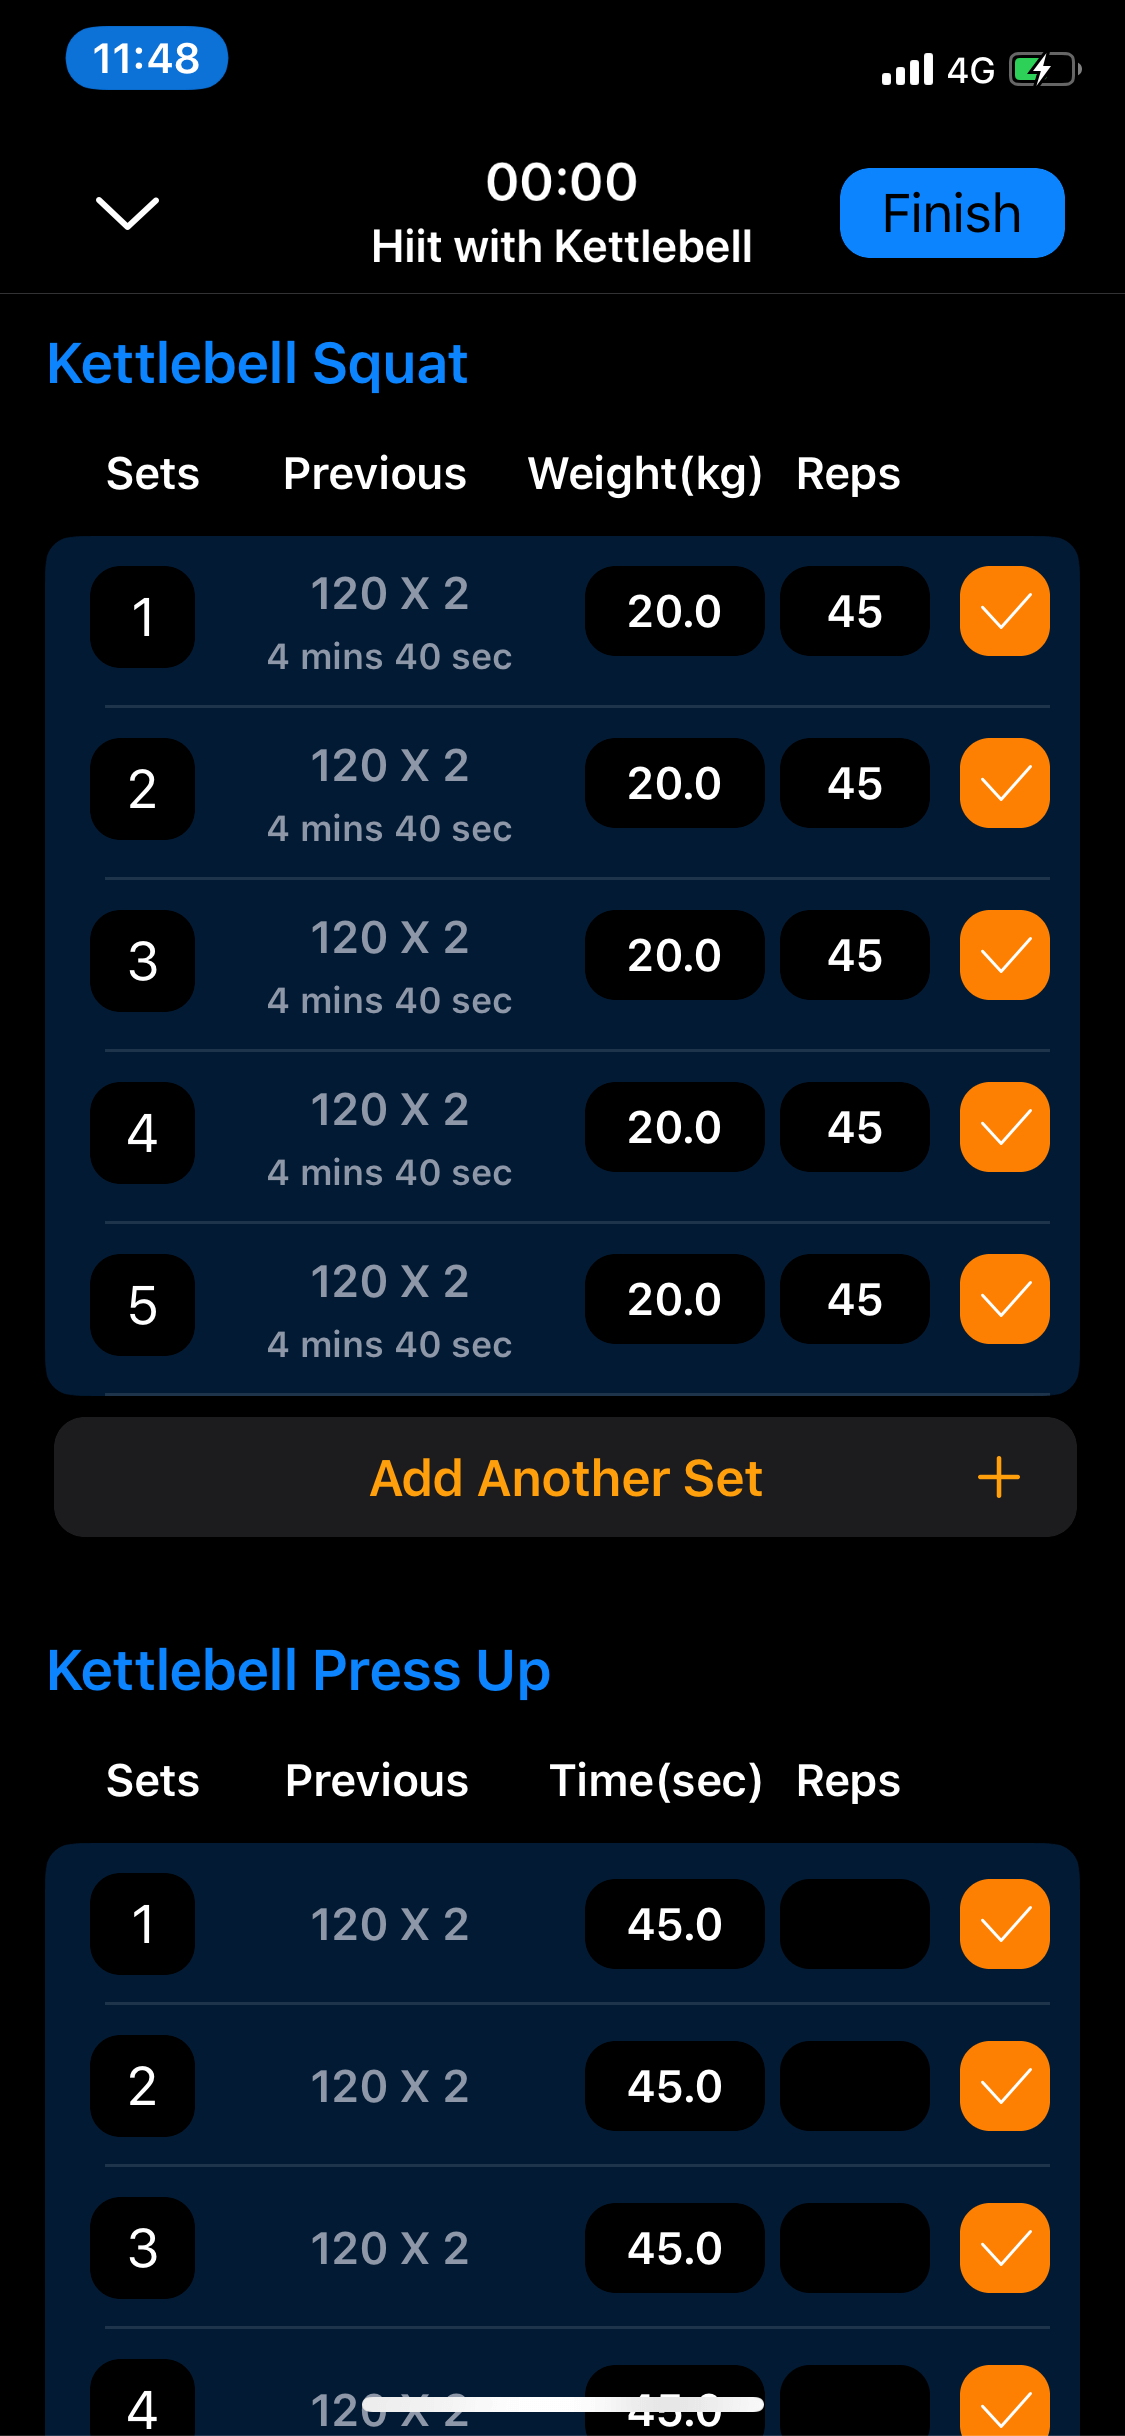 11:48
4G
00:00
Hiit with Kettlebell
Finish
Kettlebell Squat
Sets Previous Weight(kg) Reps
1 120 X 2 20.0 45
4 mins 40 sec
2 120 X 2 20.0 45
4 mins 40 sec
3 120 X 2 20.0 45
4 mins 40 sec
4 120 X 2 20.0 45
4 mins 40 sec
5 120 X 2 20.0 45
4 mins 40 sec
Add Another Set +
Kettlebell Press Up
Sets Previous Time(sec) Reps
1 120 X 2 45.0
2 120 X 2 45.0
3 120 X 2 45.0
4 120 X 2 45.0